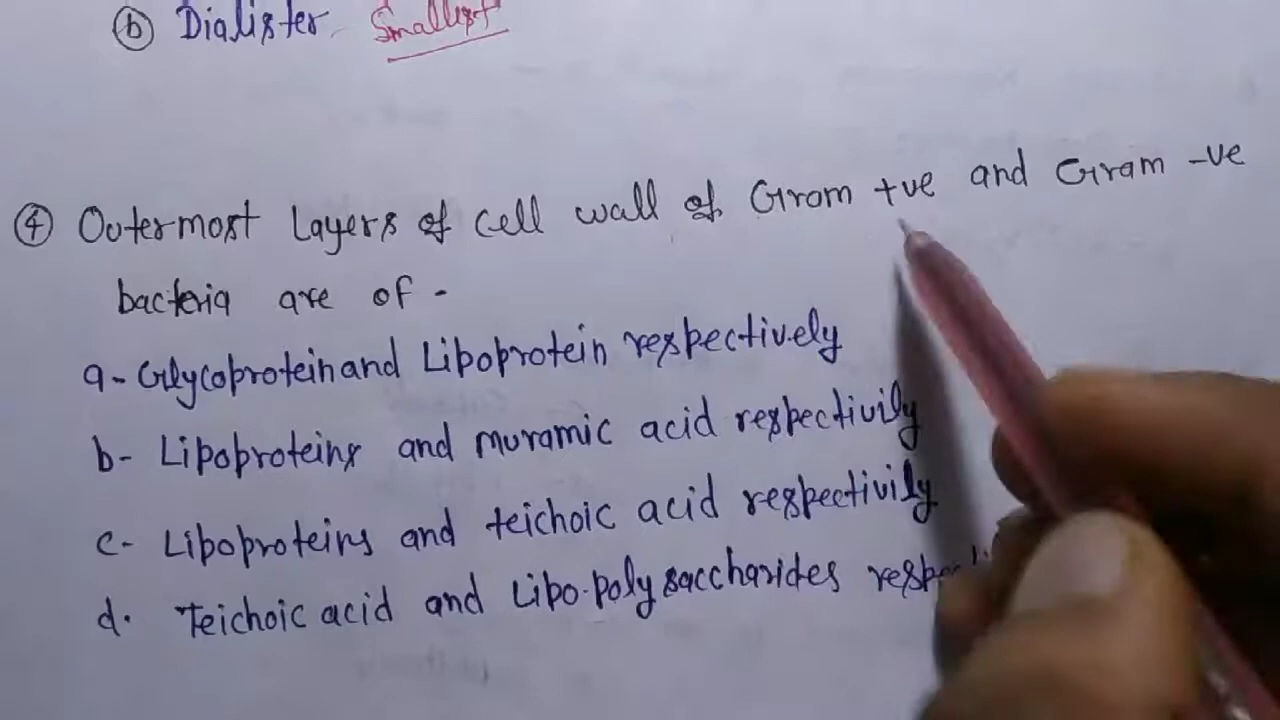 b Dialister Smallest
4 Outermost Layers of cell wall of Gram +ve and Gram -ve
bacteria are of -
a- Glycoprotein and Lipoprotein respectively
b- Lipoproteins and muramic acid respectivily
c- Lipoproteins and teichoic acid respectivily
d. Teichoic acid and Lipo.polysaccharides